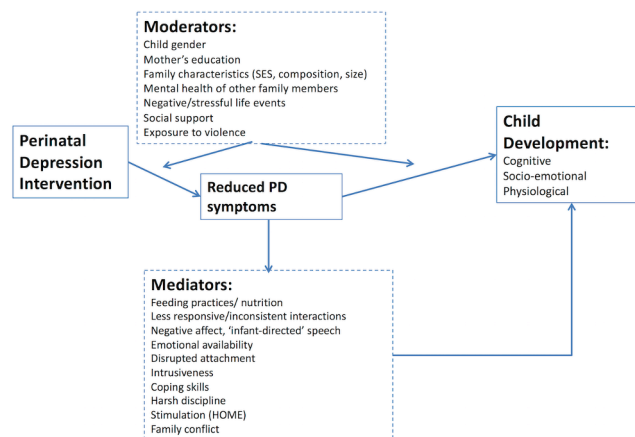 Moderators:
Child gender
Mother's education
Family characteristics (SES, composition, size)
Mental health of other family members
Negative/stressful life events
Social support
Exposure to violence
Perinatal
Depression
Intervention
Reduced PD
symptoms
Child
Development:
Cognitive
Socio-emotional
Physiological
Mediators:
Feeding practices/ nutrition
Less responsive/inconsistent interactions
Negative affect, 'infant-directed' speech
Emotional availability
Disrupted attachment
Intrusiveness
Coping skills
Harsh discipline
Stimulation (HOME)
Family conflict